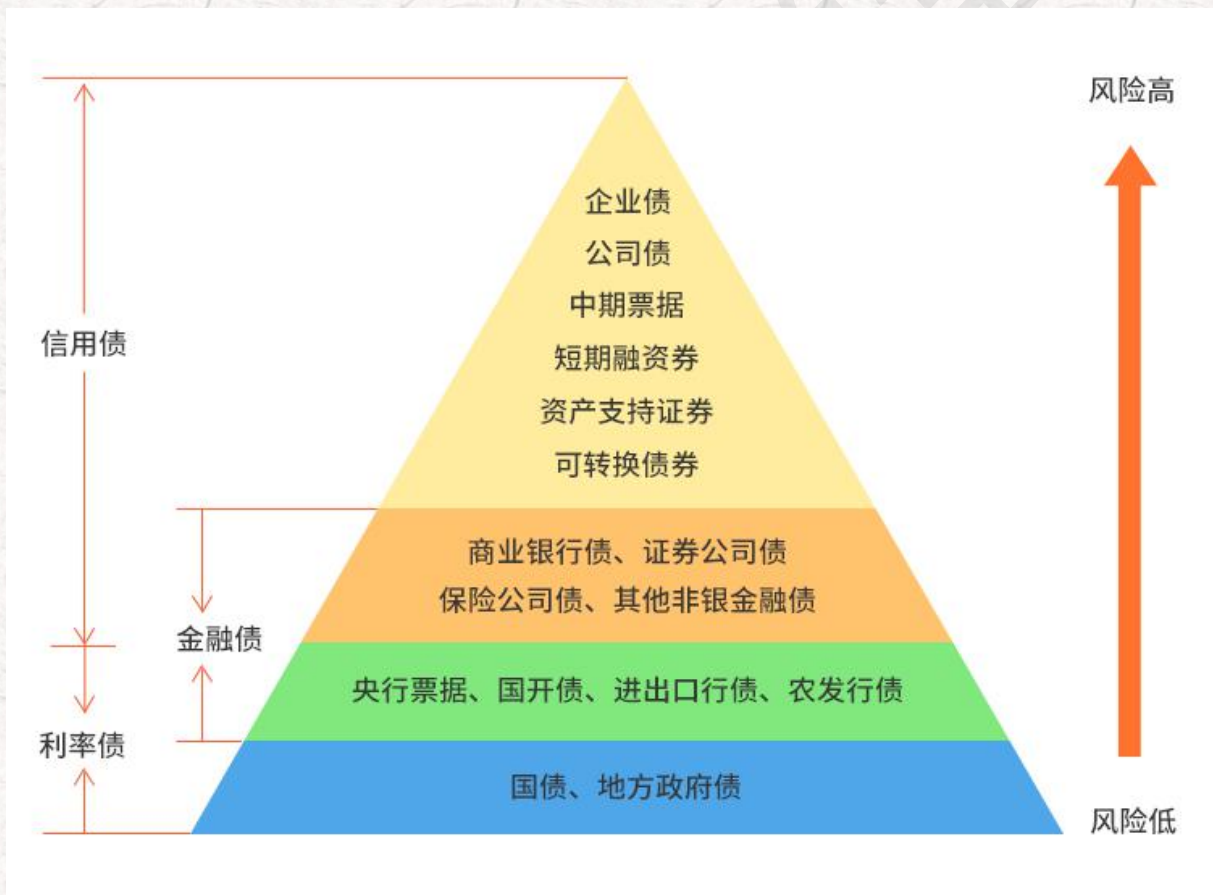 风险高
企业债
公司债
中期票据
短期融资券
信用债
资产支持证券
可转换债券
商业银行债、证券公司债
保险公司债、其他非银金融债
金融债
央行票据、国开债、进出口行债、农发行债
利率债
国债、地方政府债
风险低